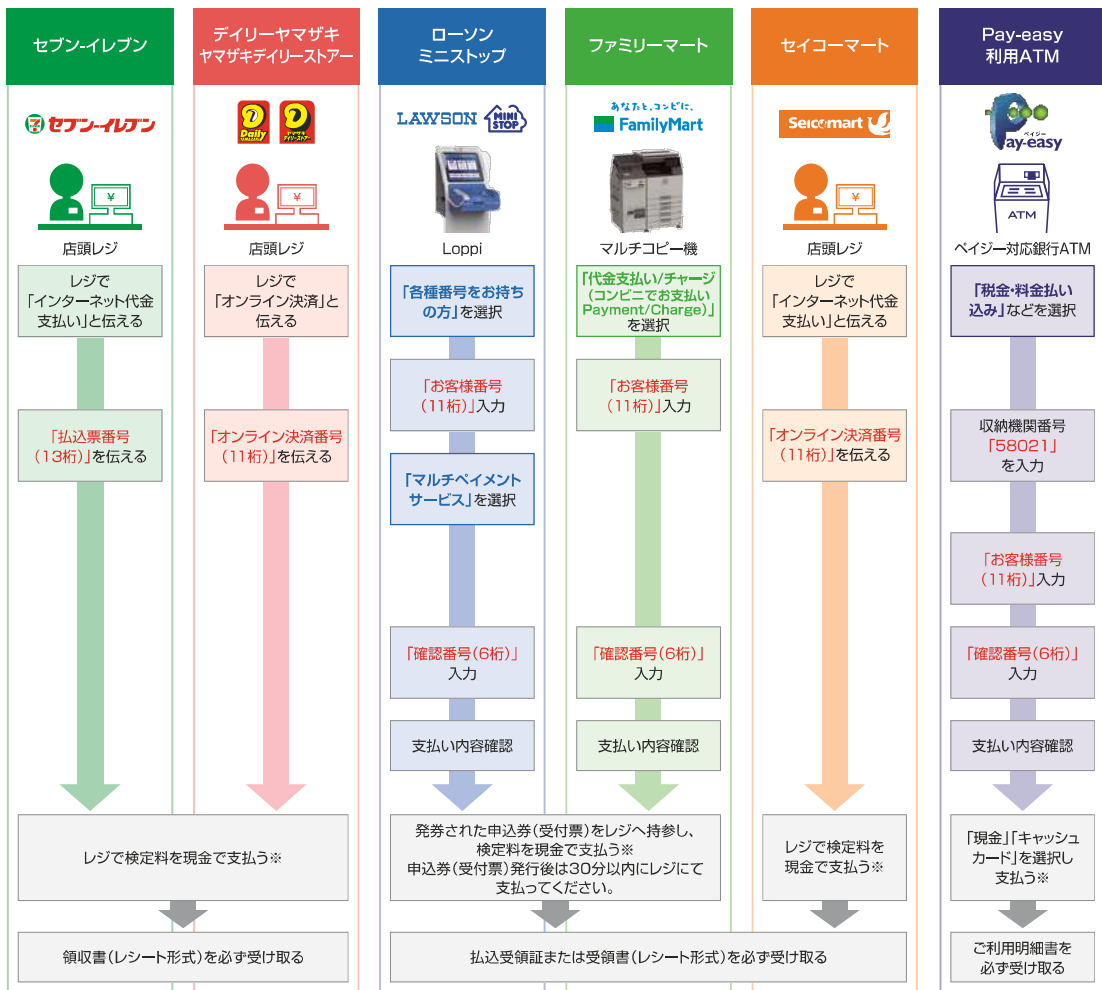 セブン-イレブン
デイリーヤマザキ
ヤマザキデイリーストアー
ローソン
ミニストップ
ファミリーマート
セイコーマート
Pay-easy
利用ATM
セブン-イレブン
Daily
YAMAZAKI
ヤマザキ
デイリーストアー
LAWSON
MINI
STOP
あなたと、コンビに、
FamilyMart
Seicomart
ペイジー
Pay-easy
¥
¥
¥
ATM
店頭レジ
店頭レジ
Loppi
マルチコピー機
店頭レジ
ペイジー対応銀行ATM
レジで
「インターネット代金
支払い」と伝える
レジで
「オンライン決済」と
伝える
「各種番号をお持ち
の方」を選択
「代金支払い/チャージ
(コンビニでお支払い
Payment/Charge)」
を選択
レジで
「インターネット代金
支払い」と伝える
「税金・料金払い
込み」などを選択
「お客様番号
(11桁)」入力
「お客様番号
(11桁)」入力
「払込票番号
(13桁)」を伝える
「オンライン決済番号
(11桁)」を伝える
「マルチペイメント
サービス」を選択
「オンライン決済番号
(11桁)」を伝える
収納機関番号
「58021」
を入力
「お客様番号
(11桁)」入力
「確認番号(6桁)」
入力
「確認番号(6桁)」
入力
「確認番号(6桁)」
入力
支払い内容確認
支払い内容確認
支払い内容確認
レジで検定料を現金で支払う※
発券された申込券(受付票)をレジへ持参し、
検定料を現金で支払う※
申込券(受付票)発行後は30分以内にレジにて
支払ってください。
レジで検定料を
現金で支払う※
「現金」「キャッシュ
カード」を選択し
支払う※
領収書(レシート形式)を必ず受け取る
払込受領証または受領書(レシート形式)を必ず受け取る
ご利用明細書を
必ず受け取る